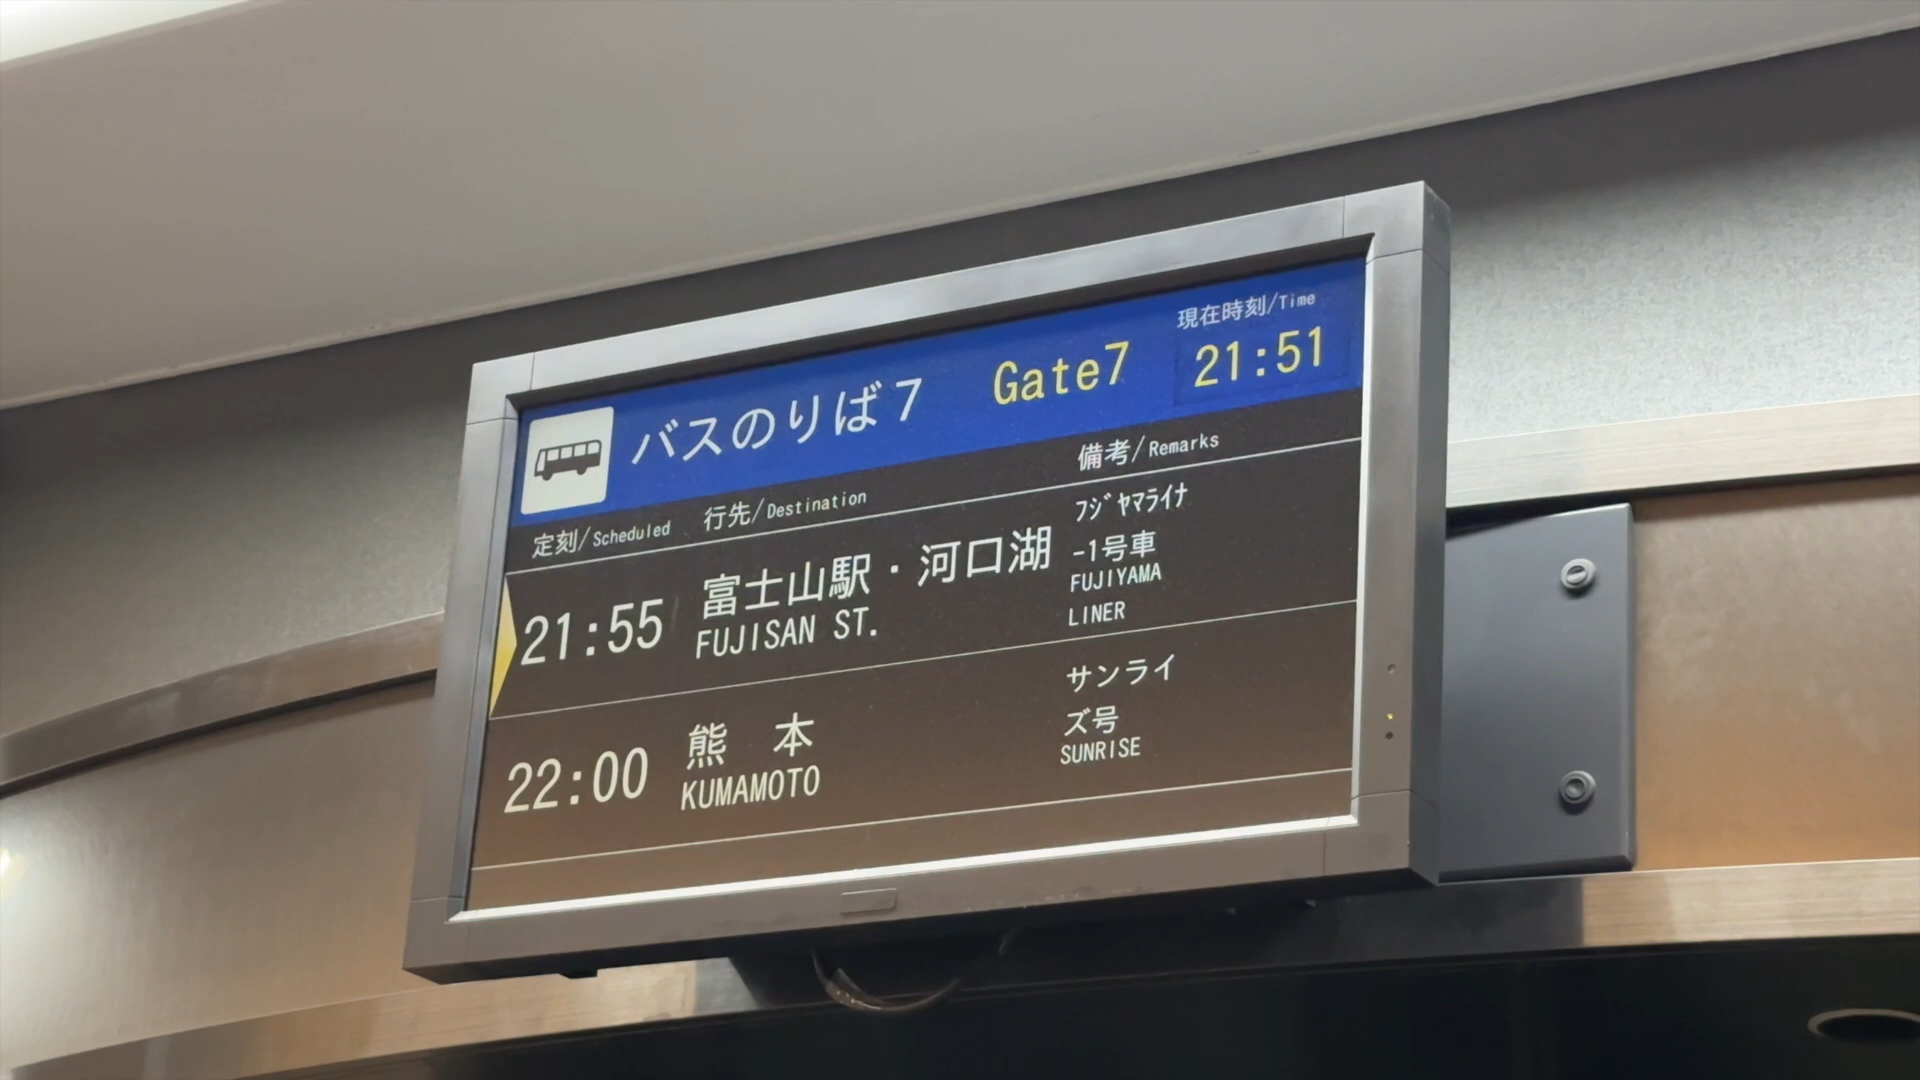 現在時刻/Time
バスのりば7 Gate7 21:51
定刻/Scheduled 行先/Destination 備考/Remarks
21:55 富士山駅・河口湖 ﾌｼﾞﾔﾏﾗｲﾅ
-1号車
FUJISAN ST. FUJIYAMA
LINER
22:00 熊 本 サンライ
ズ号
KUMAMOTO SUNRISE